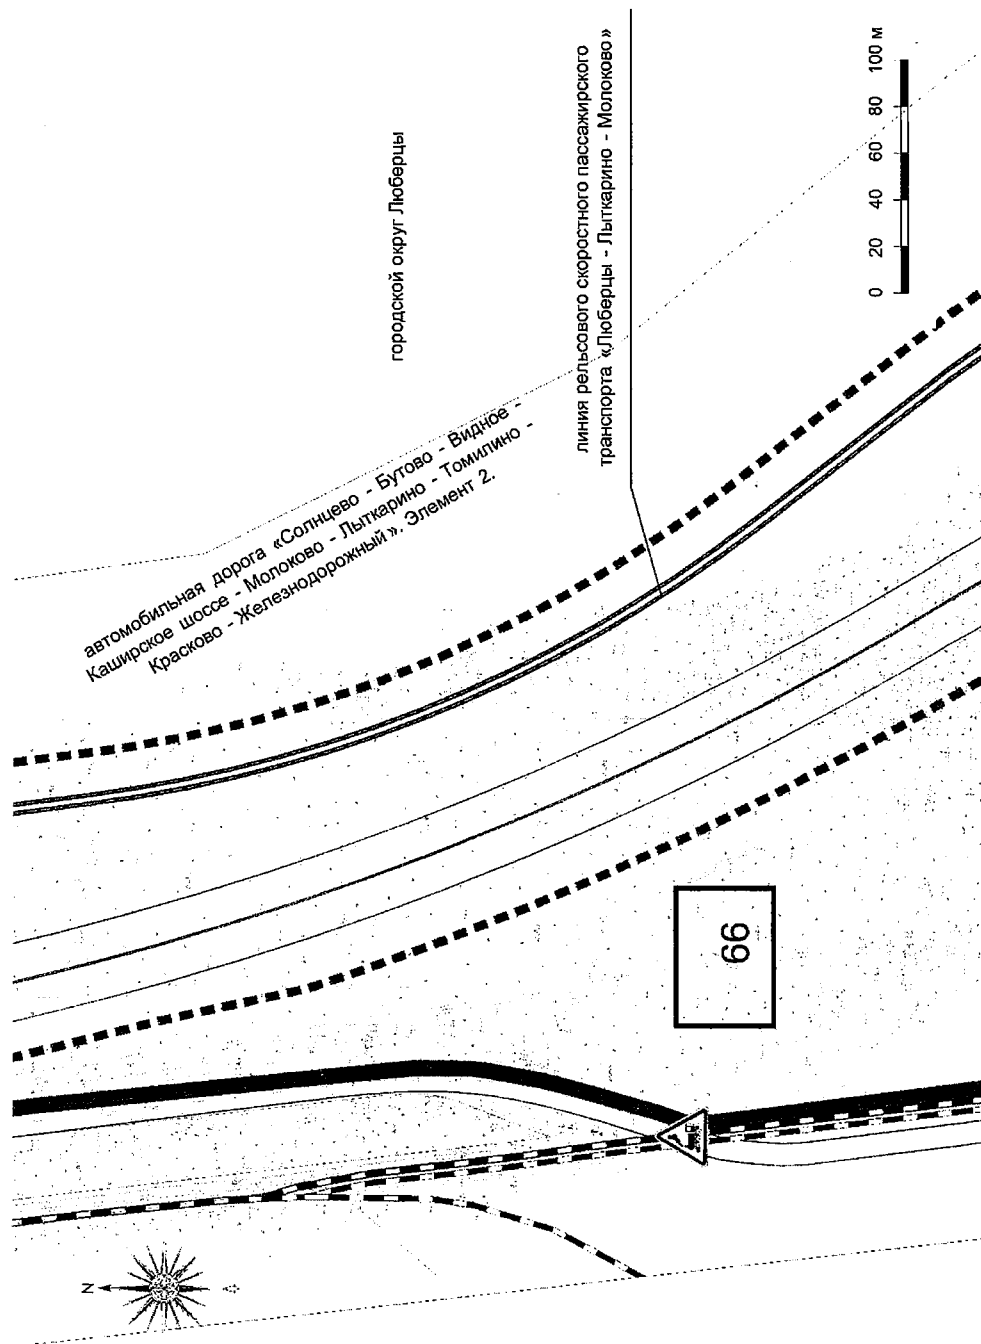 городской округ Люберцы
линия рельсового скоростного пассажирского
транспорта «Люберцы - Лыткарино - Молоково»
автомобильная дорога «Солнцево - Бутово - Видное -
Каширское шоссе - Молоково - Лыткарино - Томилино -
Красково - Железнодорожный». Элемент 2.
0 20 40 60 80 100 м
66
N